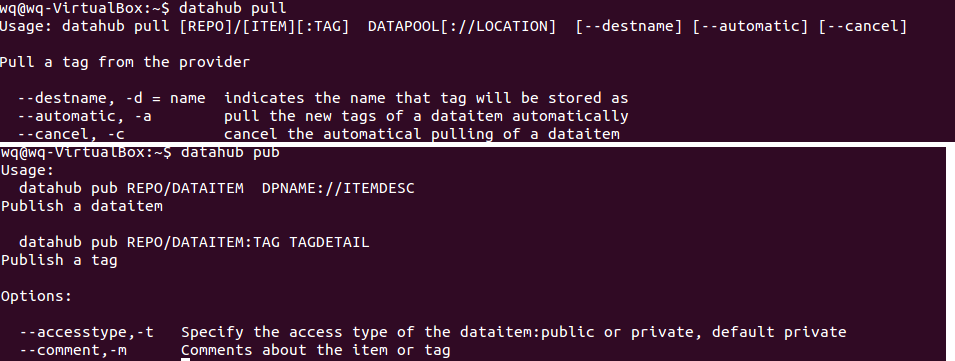 wq@wq-VirtualBox:~$ datahub pull
Usage: datahub pull [REPO]/[ITEM][:TAG]  DATAPOOL[://LOCATION]  [--destname] [--automatic] [--cancel]
Pull a tag from the provider
--destname, -d = name  indicates the name that tag will be stored as
--automatic, -a        pull the new tags of a dataitem automatically
--cancel, -c           cancel the automatical pulling of a dataitem
wq@wq-VirtualBox:~$ datahub pub
Usage:
datahub pub REPO/DATAITEM  DPNAME://ITEMDESC
Publish a dataitem
datahub pub REPO/DATAITEM:TAG TAGDETAIL
Publish a tag
Options:
--accesstype,-t   Specify the access type of the dataitem:public or private, default private
--comment,-m      Comments about the item or tag